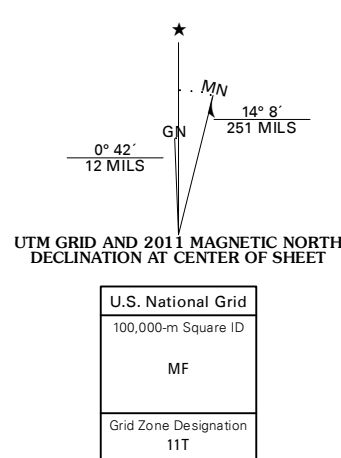 ★
MN
GN
14° 8´
251 MILS
0° 42´
12 MILS
UTM GRID AND 2011 MAGNETIC NORTH
DECLINATION AT CENTER OF SHEET
U.S. National Grid
100,000-m Square ID
MF
Grid Zone Designation
11T